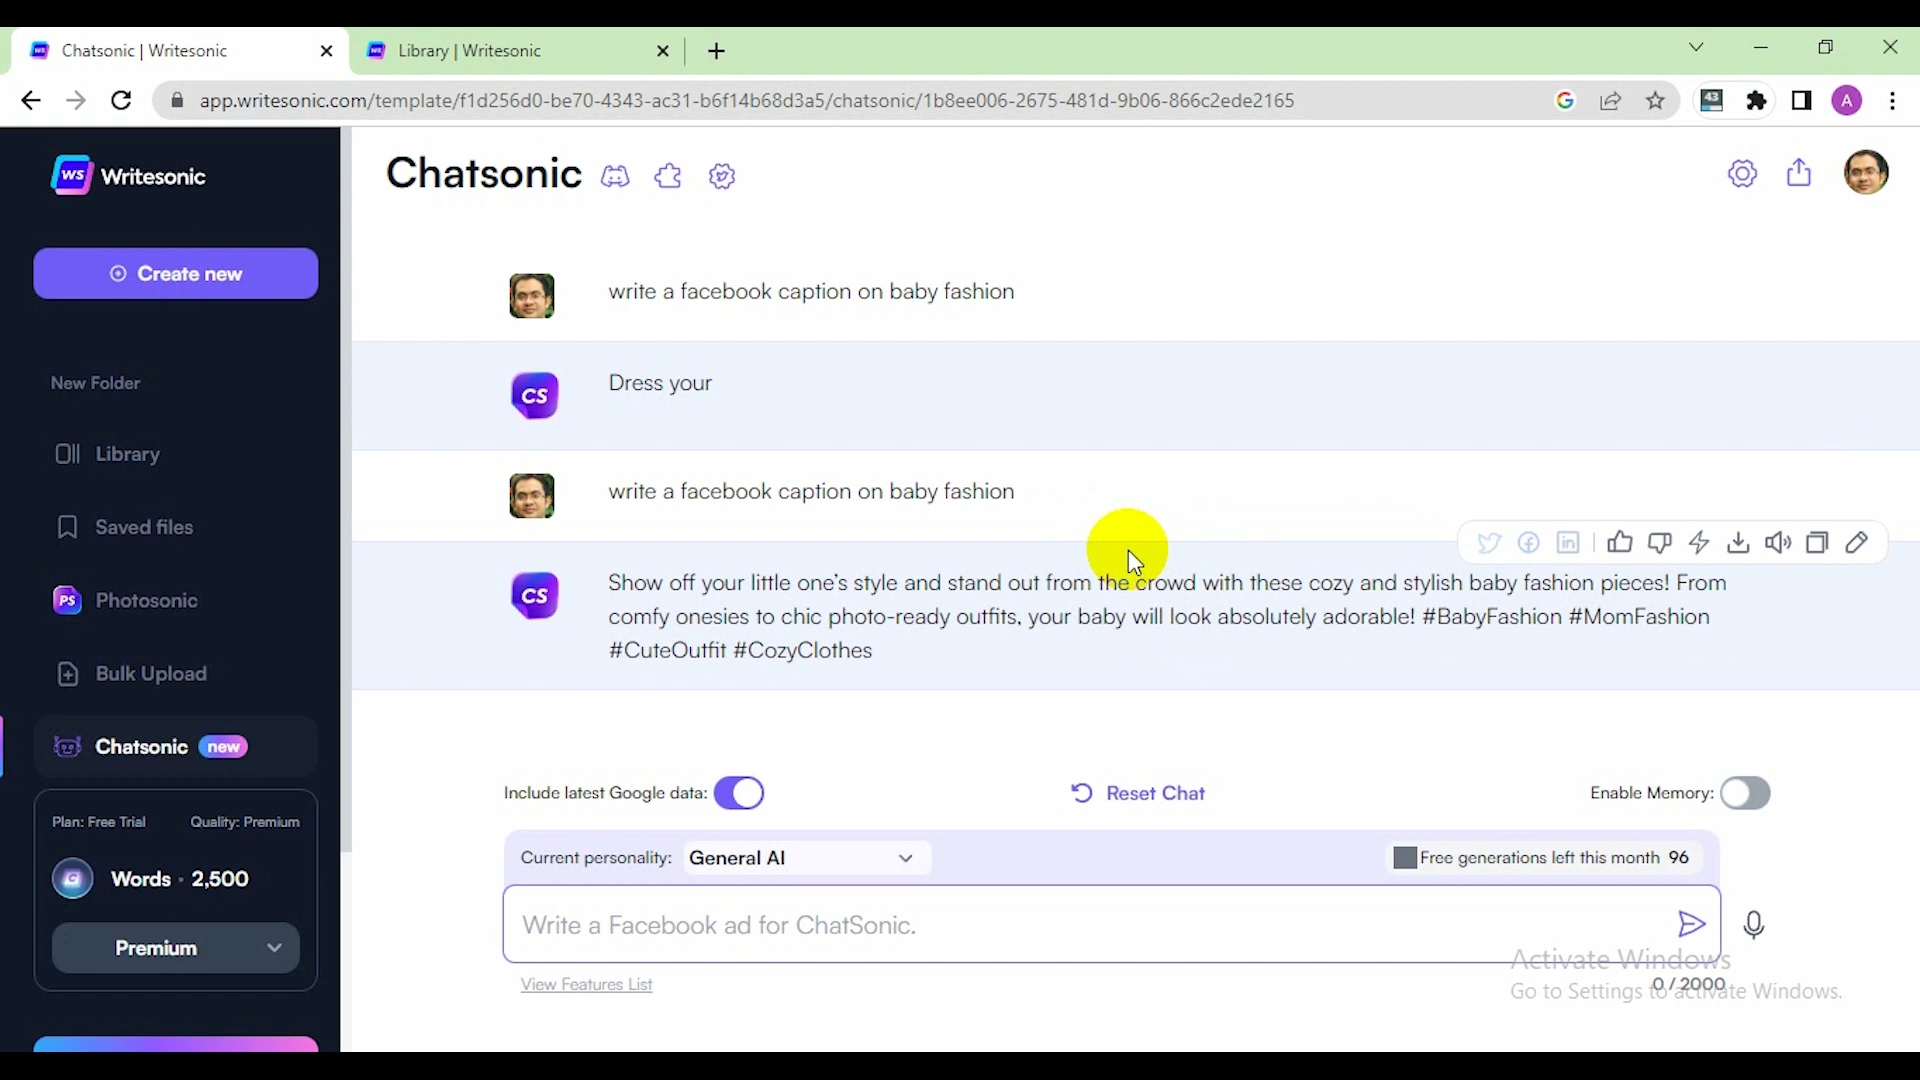 Chatsonic | Writesonic
Library | Writesonic
app.writesonic.com/template/f1d256d0-be70-4343-ac31-b6f14b68d3a5/chatsonic/1b8ee006-2675-481d-9b06-866c2ede2165
43
A
WS Writesonic
Chatsonic
Create new
write a facebook caption on baby fashion
New Folder
CS
Dress your
Library
write a facebook caption on baby fashion
Saved files
in
CS
Show off your little one’s style and stand out from the crowd with these cozy and stylish baby fashion pieces! From
comfy onesies to chic photo-ready outfits, your baby will look absolutely adorable! #BabyFashion #MomFashion
#CuteOutfit #CozyClothes
PS Photosonic
Bulk Upload
Chatsonic new
Include latest Google data:
Reset Chat
Enable Memory:
Plan: Free Trial Quality: Premium
Current personality: General AI
Free generations left this month 96
Words · 2,500
Write a Facebook ad for ChatSonic.
Premium
Activate Windows
View Features List
0 / 2000
Go to Settings to activate Windows.